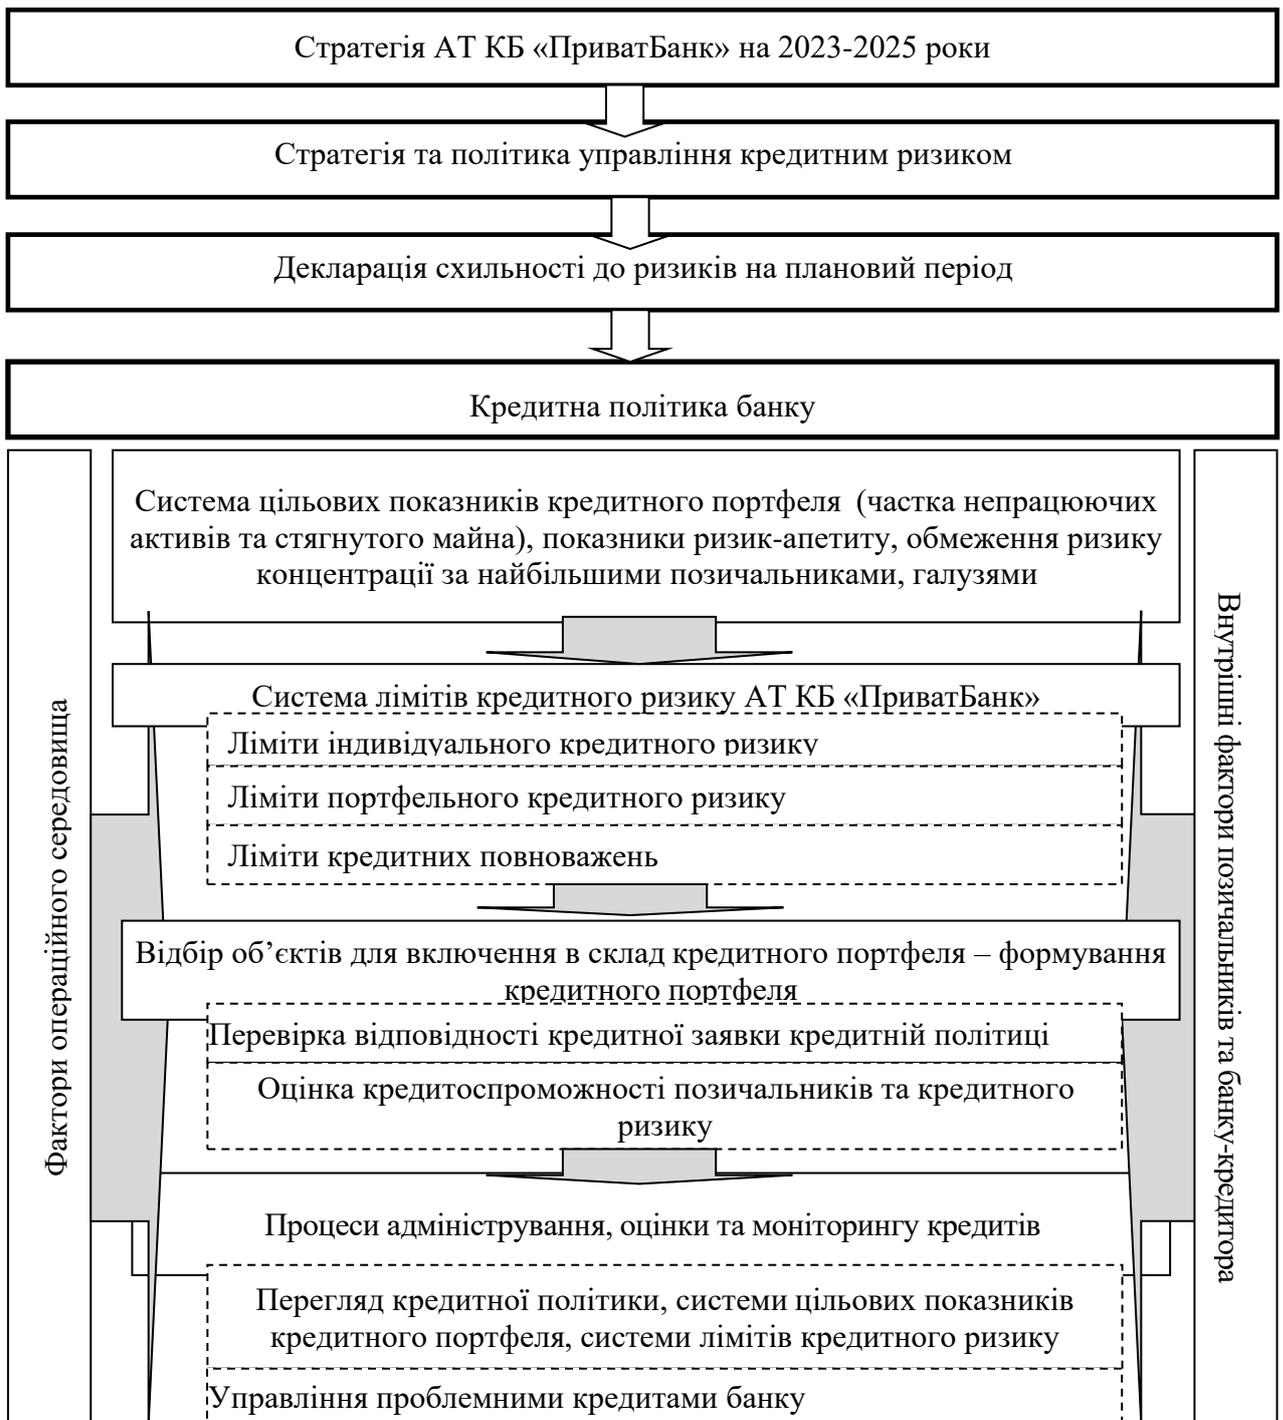 Стратегія АТ КБ «ПриватБанк» на 2023-2025 роки
Стратегія та політика управління кредитним ризиком
Декларація схильності до ризиків на плановий період
Кредитна політика банку
Система цільових показників кредитного портфеля (частка непрацюючих
активів та стягнутого майна), показники ризик-апетиту, обмеження ризику
концентрації за найбільшими позичальниками, галузями
Система лімітів кредитного ризику АТ КБ «ПриватБанк»
Ліміти індивідуального кредитного ризику
Ліміти портфельного кредитного ризику
Ліміти кредитних повноважень
Відбір об’єктів для включення в склад кредитного портфеля – формування
кредитного портфеля
Перевірка відповідності кредитної заявки кредитній політиці
Оцінка кредитоспроможності позичальників та кредитного
ризику
Процеси адміністрування, оцінки та моніторингу кредитів
Перегляд кредитної політики, системи цільових показників
кредитного портфеля, системи лімітів кредитного ризику
Управління проблемними кредитами банку
Фактори операційного середовища
Внутрішні фактори позичальників та банку-кредитора